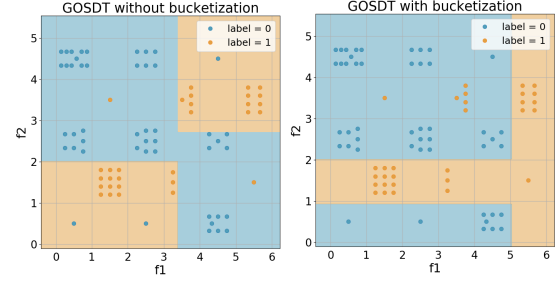 GOSDT without bucketization
label = 0
label = 1
5
4
3
2
1
0
f2
0 1 2 3 4 5 6
f1
GOSDT with bucketization
label = 0
label = 1
5
4
3
2
1
0
f2
0 1 2 3 4 5 6
f1